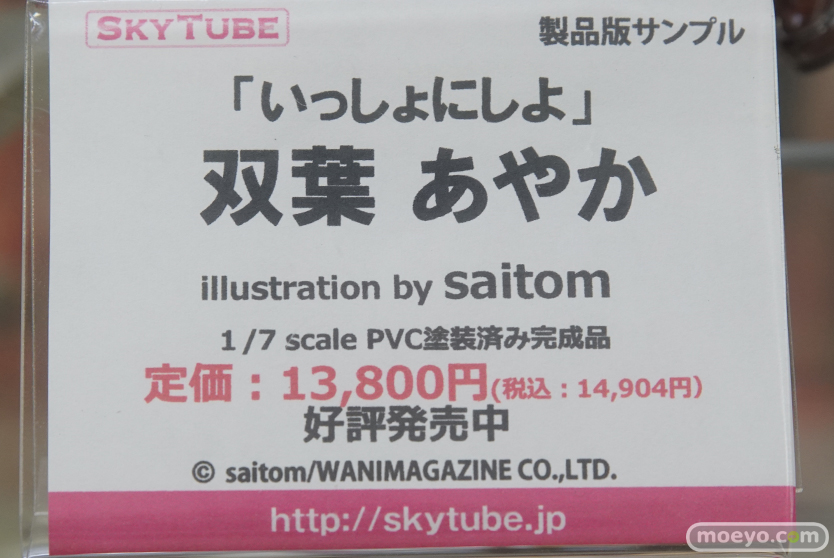 SKYTUBE
製品版サンプル
「いっしょにしよ」
双葉 あやか
illustration by saitom
1/7 scale PVC塗装済み完成品
定価：13,800円(税込：14,904円)
好評発売中
© saitom/WANIMAGAZINE CO.,LTD.
http://skytube.jp
moeyo.com